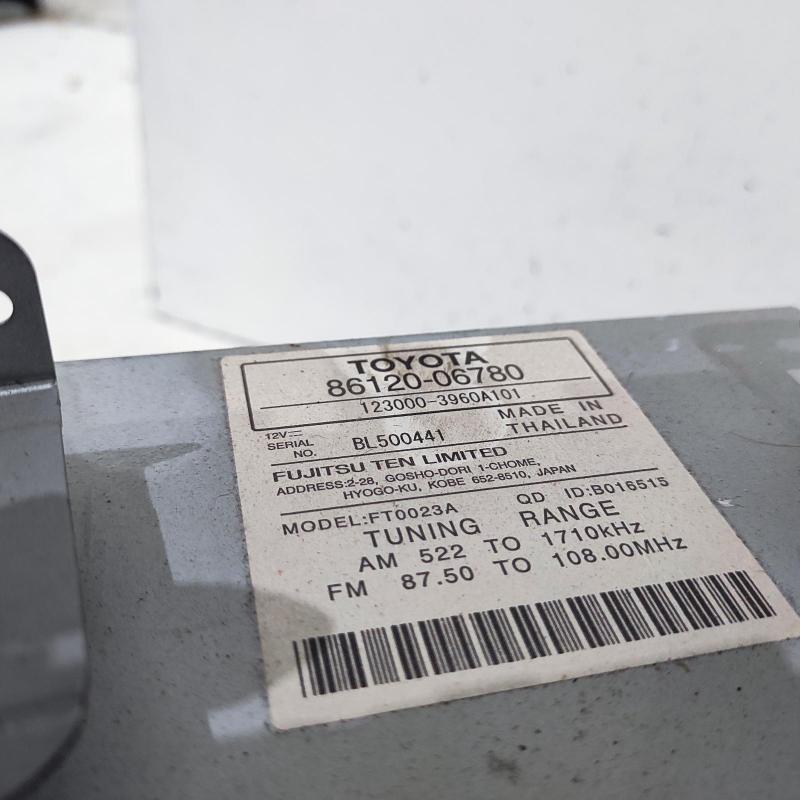 TOYOTA
86120-06780
123000-3960A101
12V MADE IN
SERIAL NO. BL500441 THAILAND
FUJITSU TEN LIMITED
ADDRESS:2-28, GOSHO-DORI 1-CHOME,
HYOGO-KU, KOBE 652-8510, JAPAN
MODEL:FT0023A QD ID:B016515
TUNING RANGE
AM 522 TO 1710kHz
FM 87.50 TO 108.00MHz